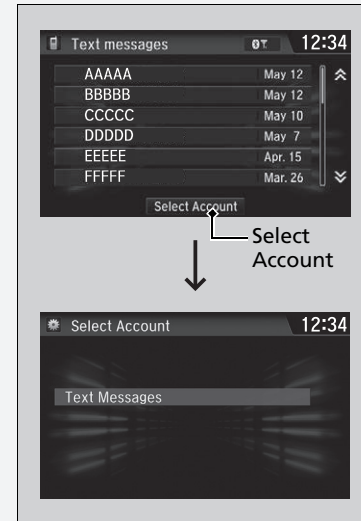 Text messages 12:34
AAAAA May 12
BBBBB May 12
CCCCC May 10
DDDDD May 7
EEEEE Apr. 15
FFFFF Mar. 26
Select Account
Select
Account
Select Account 12:34
Text Messages